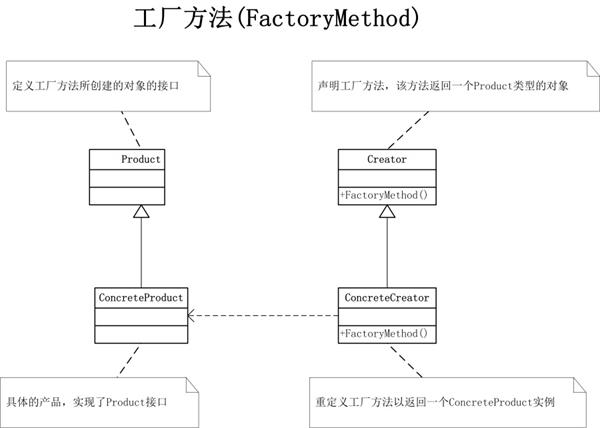 工厂方法(FactoryMethod)
定义工厂方法所创建的对象的接口
声明工厂方法，该方法返回一个Product类型的对象
Product
Creator
+FactoryMethod()
ConcreteProduct
ConcreteCreator
+FactoryMethod()
具体的产品，实现了Product接口
重定义工厂方法以返回一个ConcreteProduct实例